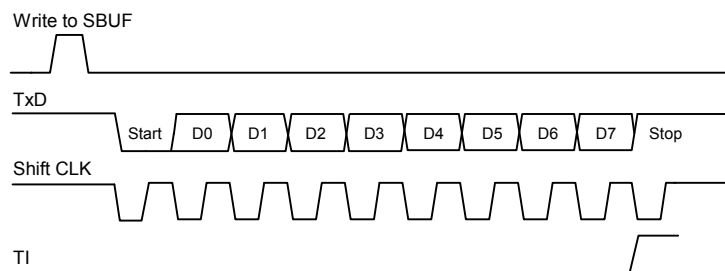 Write to SBUF
TxD
Start D0 D1 D2 D3 D4 D5 D6 D7 Stop
Shift CLK
TI